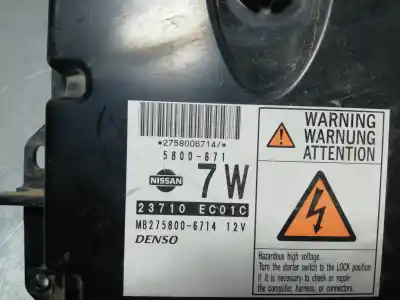 *2758006714/*
5800-671
NISSAN
7W
23710 EC01C
MB275800-6714 12V
DENSO
WARNING
WARNUNG
ATTENTION
Hazardous high voltage.
Turn the starter switch to the LOCK position
if it is necessary to check or repair
the computer, harness, or connectors.